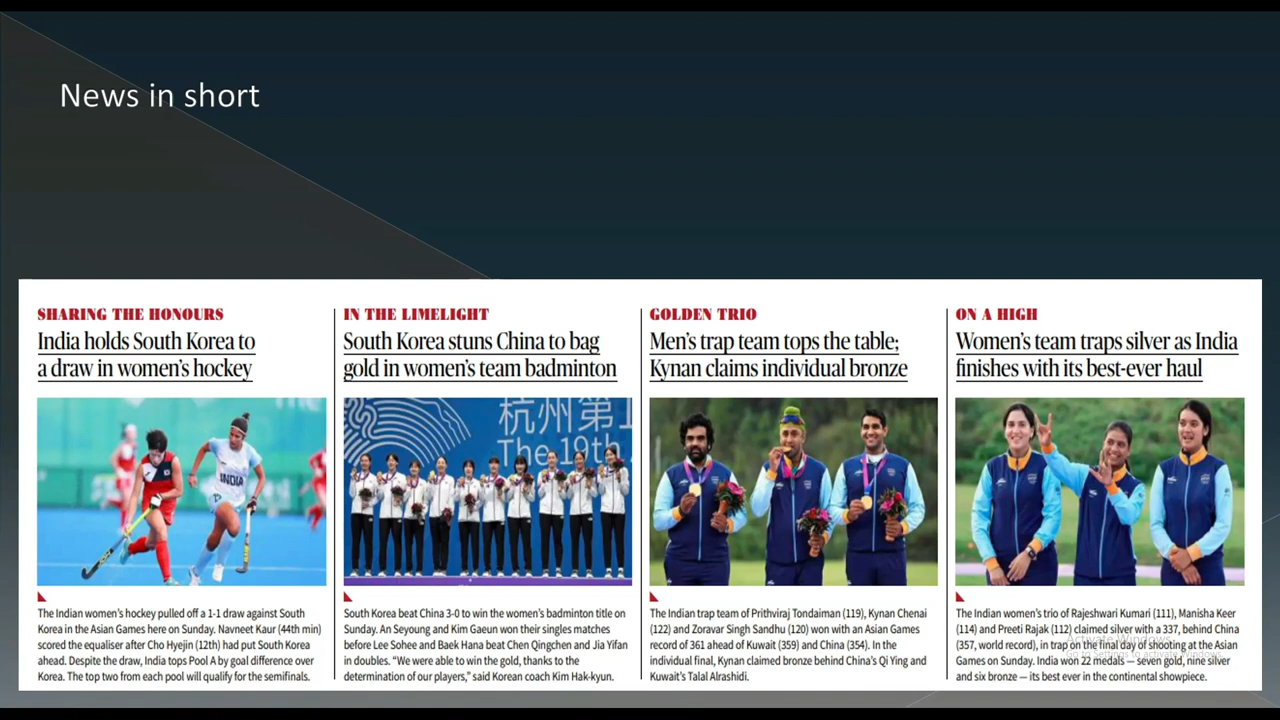 News in short
SHARING THE HONOURS
India holds South Korea to
a draw in women's hockey
INDIA
The Indian women's hockey pulled off a 1-1 draw against South
Korea in the Asian Games here on Sunday. Navneet Kaur (44th min)
scored the equaliser after Cho Hyejin (12th) had put South Korea
ahead. Despite the draw, India tops Pool A by goal difference over
Korea. The top two from each pool will qualify for the semifinals.
IN THE LIMELIGHT
South Korea stuns China to bag
gold in women's team badminton
杭州第
The 19th
South Korea beat China 3-0 to win the women's badminton title on
Sunday. An Seyoung and Kim Gaeun won their singles matches
before Lee Sohee and Baek Hana beat Chen Qingchen and Jia Yifan
in doubles. “We were able to win the gold, thanks to the
determination of our players,” said Korean coach Kim Hak-kyun.
GOLDEN TRIO
Men's trap team tops the table;
Kynan claims individual bronze
The Indian trap team of Prithviraj Tondaiman (119), Kynan Chenai
(122) and Zoravar Singh Sandhu (120) won with an Asian Games
record of 361 ahead of Kuwait (359) and China (354). In the
individual final, Kynan claimed bronze behind China's Qi Ying and
Kuwait's Talal Alrashidi.
ON A HIGH
Women's team traps silver as India
finishes with its best-ever haul
The Indian women's trio of Rajeshwari Kumari (111), Manisha Keer
(114) and Preeti Rajak (112) claimed silver with a 337, behind China
(357, world record), in trap on the final day of shooting at the Asian
Games on Sunday. India won 22 medals — seven gold, nine silver
and six bronze — its best ever in the continental showpiece.
Activate Windows
Go to Settings to activate Windows.